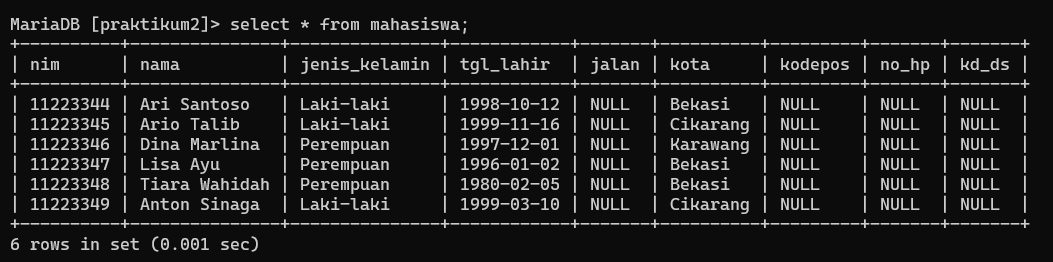 MariaDB [praktikum2]> select * from mahasiswa;
+----------+---------------+---------------+------------+-------+----------+---------+-------+-------+
| nim      | nama          | jenis_kelamin | tgl_lahir  | jalan | kota     | kodepos | no_hp | kd_ds |
+----------+---------------+---------------+------------+-------+----------+---------+-------+-------+
| 11223344 | Ari Santoso   | Laki-laki     | 1998-10-12 | NULL  | Bekasi   | NULL    | NULL  | NULL  |
| 11223345 | Ario Talib    | Laki-laki     | 1999-11-16 | NULL  | Cikarang | NULL    | NULL  | NULL  |
| 11223346 | Dina Marlina  | Perempuan     | 1997-12-01 | NULL  | Karawang | NULL    | NULL  | NULL  |
| 11223347 | Lisa Ayu      | Perempuan     | 1996-01-02 | NULL  | Bekasi   | NULL    | NULL  | NULL  |
| 11223348 | Tiara Wahidah | Perempuan     | 1980-02-05 | NULL  | Bekasi   | NULL    | NULL  | NULL  |
| 11223349 | Anton Sinaga  | Laki-laki     | 1999-03-10 | NULL  | Cikarang | NULL    | NULL  | NULL  |
+----------+---------------+---------------+------------+-------+----------+---------+-------+-------+
6 rows in set (0.001 sec)